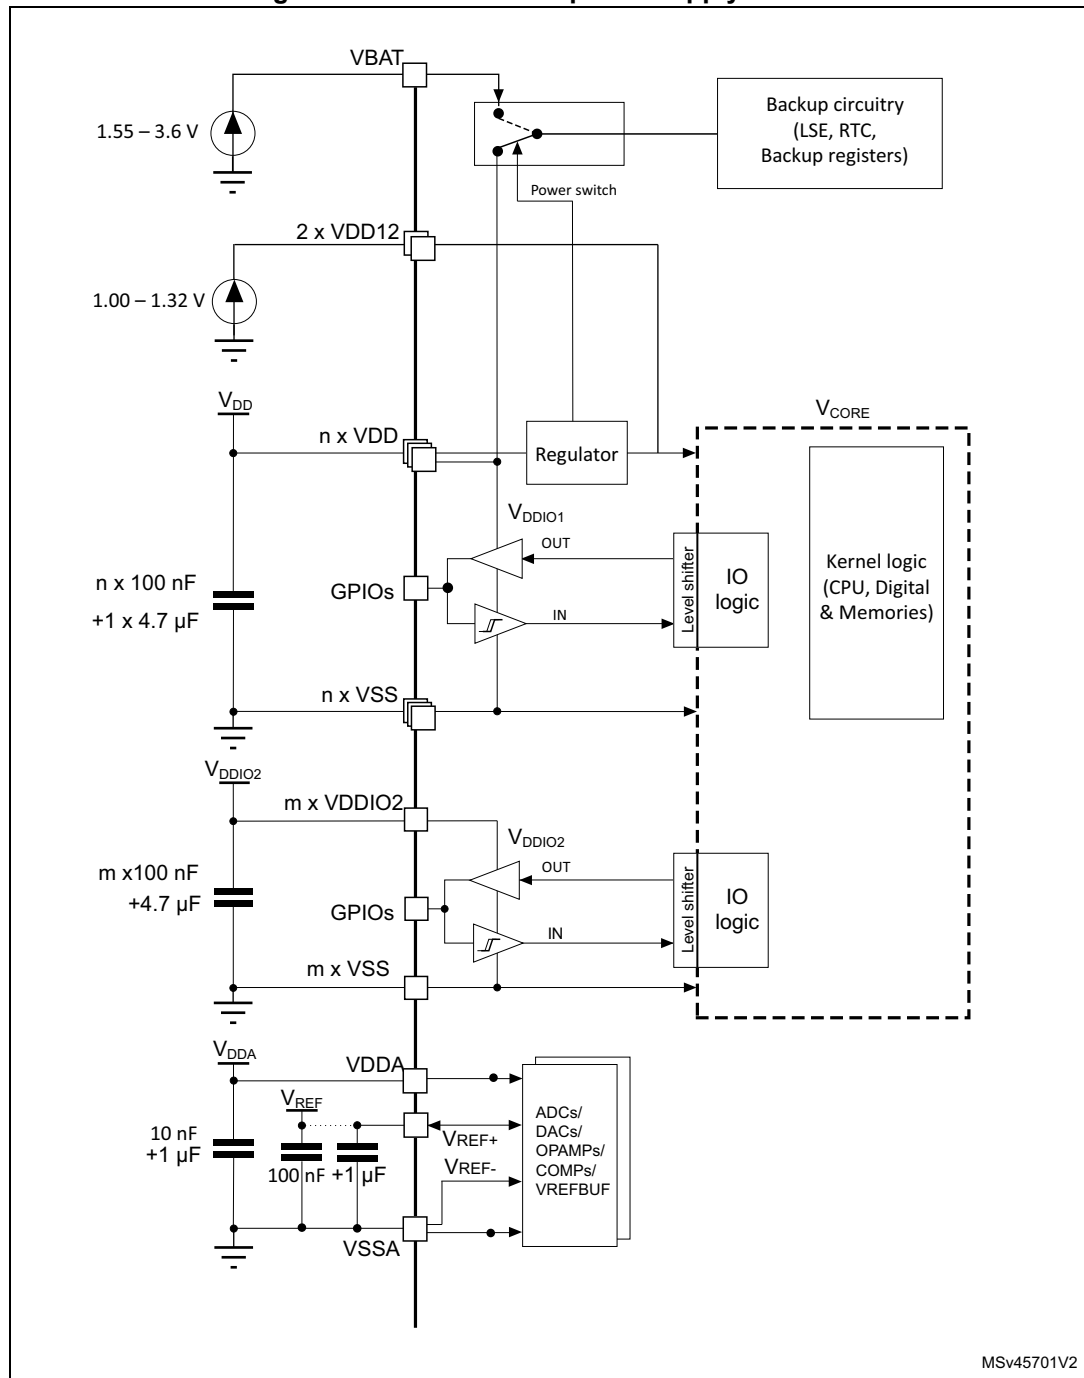 VBAT
1.55 – 3.6 V
Backup circuitry
(LSE, RTC,
Backup registers)
Power switch
2 x VDD12
1.00 – 1.32 V
VDD
n x VDD
Regulator
VCORE
VDDIO1
OUT
GPIOs
IN
Level shifter
IO
logic
Kernel logic
(CPU, Digital
& Memories)
n x 100 nF
+1 x 4.7 µF
n x VSS
VDDIO2
m x VDDIO2
VDDIO2
OUT
GPIOs
IN
Level shifter
IO
logic
m x100 nF
+4.7 µF
m x VSS
VDDA
VDDA
VREF
10 nF
+1 µF
100 nF
+1 µF
VREF+
VREF-
VSSA
ADCs/
DACs/
OPAMPs/
COMPs/
VREFBUF
MSv45701V2